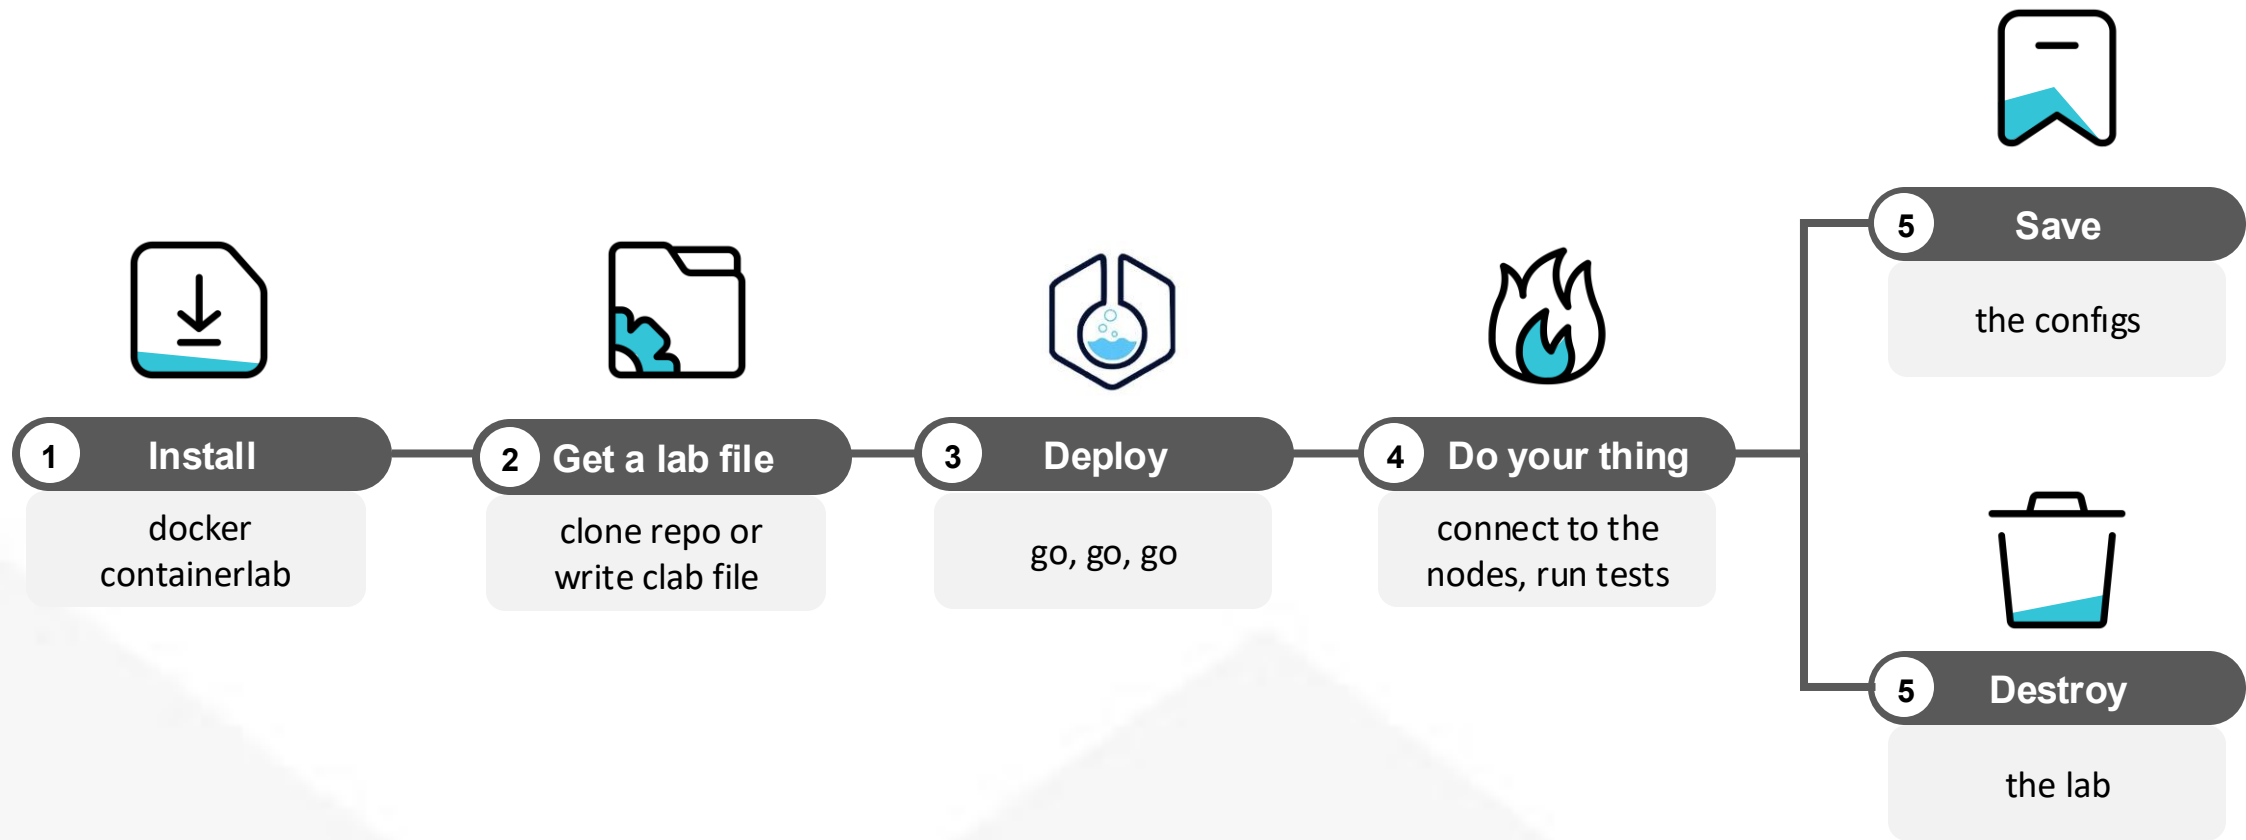 1 Install
docker
containerlab
2 Get a lab file
clone repo or
write clab file
3 Deploy
go, go, go
4 Do your thing
connect to the
nodes, run tests
5 Save
the configs
5 Destroy
the lab